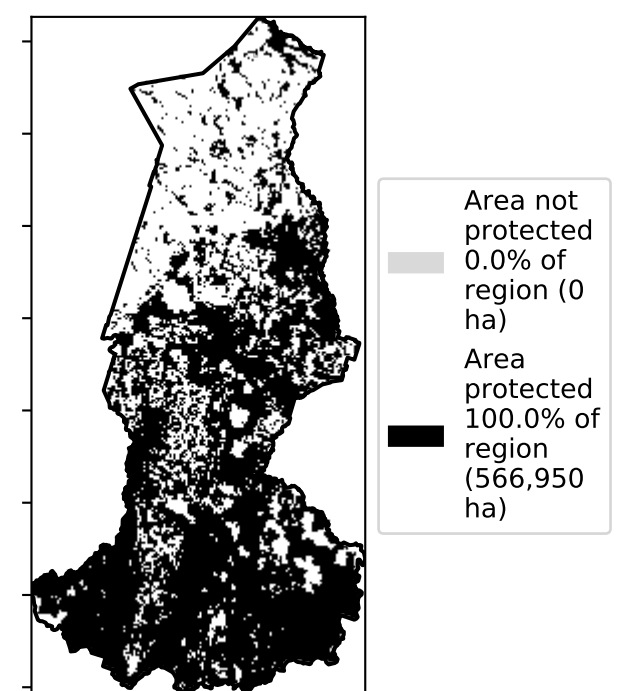 Area not
protected
0.0% of
region (0
ha)
Area
protected
100.0% of
region
(566,950
ha)